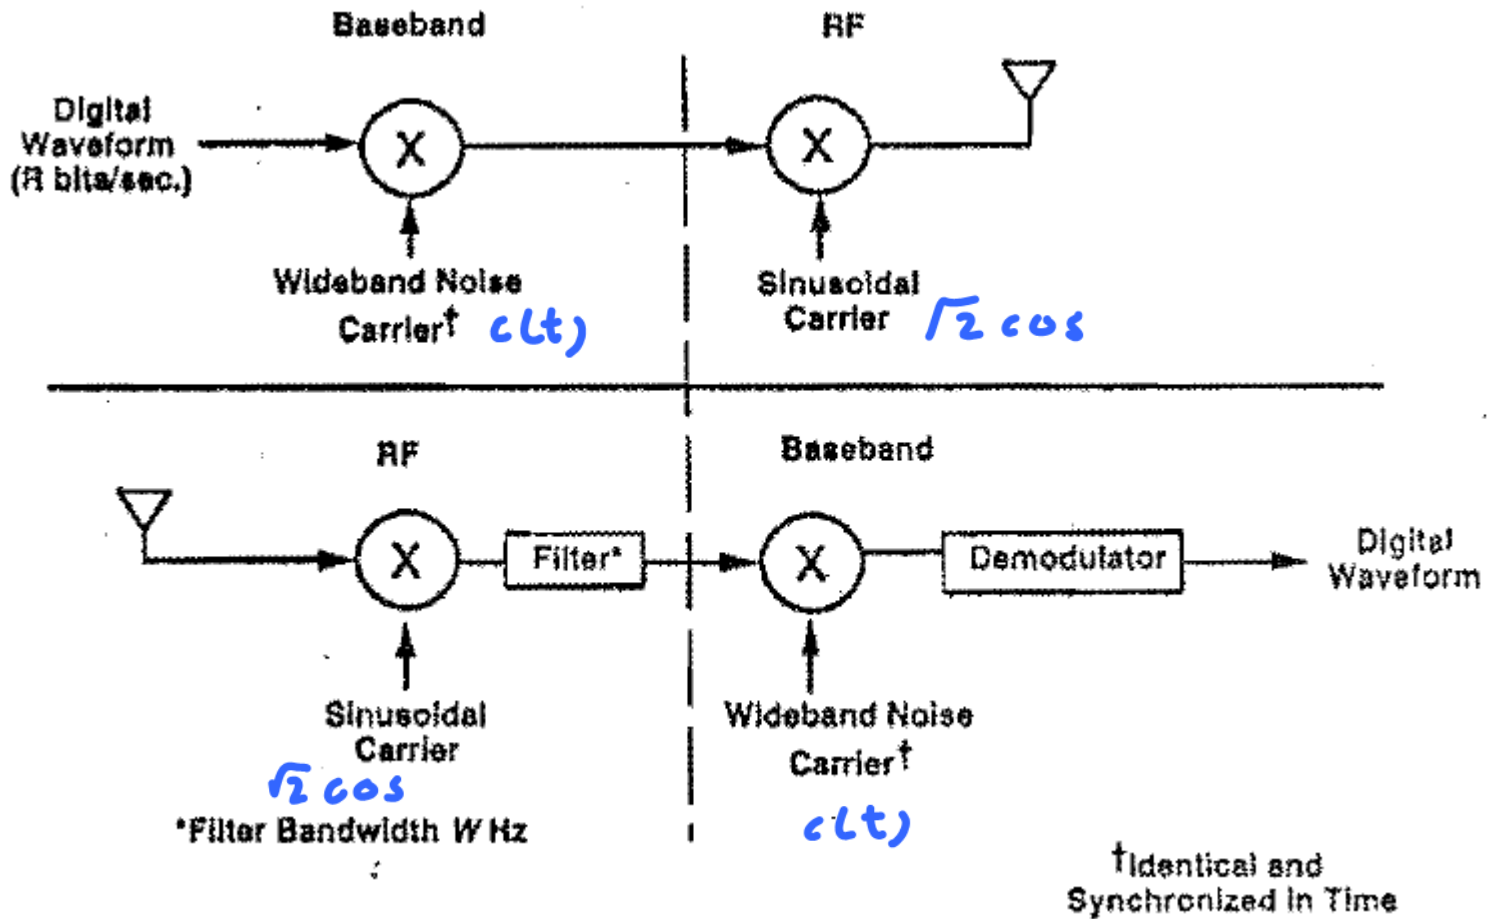 Baseband
RF
Digital
Waveform
(R bits/sec.)
X
X
Wideband Noise
Carrier† c(t)
Sinusoidal
Carrier √2 cos
RF
Baseband
X
Filter*
X
Demodulator
Digital
Waveform
Sinusoidal
Carrier
√2 cos
*Filter Bandwidth W Hz
Wideband Noise
Carrier†
c(t)
†Identical and
Synchronized in Time